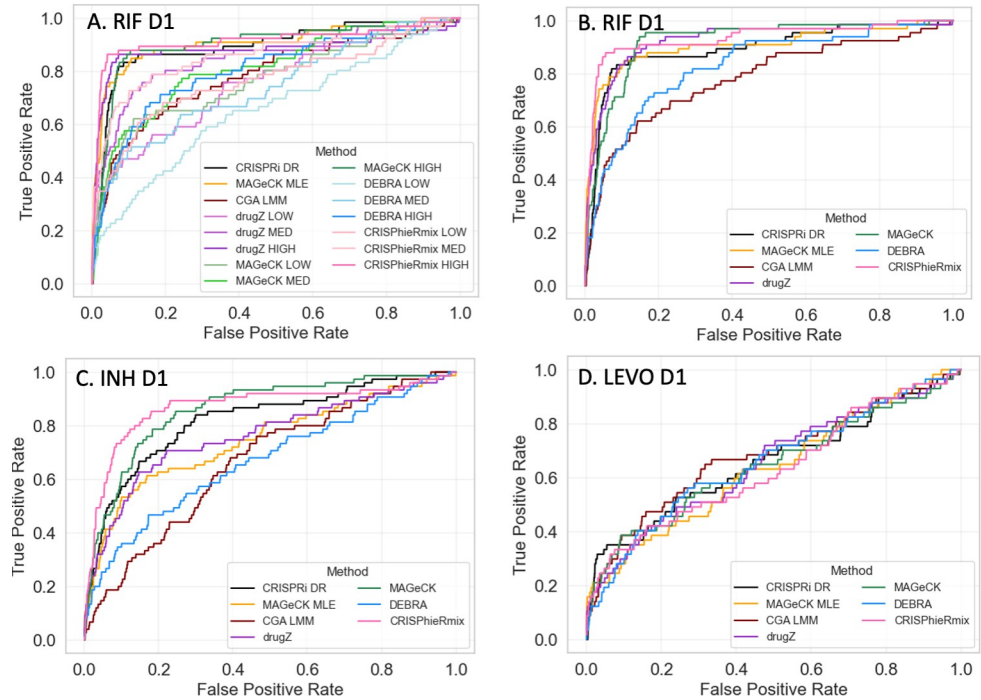 A. RIF D1
True Positive Rate
1.0
0.8
0.6
0.4
0.2
0.0
Method
CRISPRi DR
MAGeCK MLE
CGA LMM
drugZ LOW
drugZ MED
drugZ HIGH
MAGeCK LOW
MAGeCK MED
MAGeCK HIGH
DEBRA LOW
DEBRA MED
DEBRA HIGH
CRISPhieRmix LOW
CRISPhieRmix MED
CRISPhieRmix HIGH
0.0 0.2 0.4 0.6 0.8 1.0
False Positive Rate
B. RIF D1
True Positive Rate
1.0
0.8
0.6
0.4
0.2
0.0
Method
CRISPRi DR
MAGeCK MLE
CGA LMM
drugZ
MAGeCK
DEBRA
CRISPhieRmix
0.0 0.2 0.4 0.6 0.8 1.0
False Positive Rate
C. INH D1
True Positive Rate
1.0
0.8
0.6
0.4
0.2
0.0
Method
CRISPRi DR
MAGeCK MLE
CGA LMM
drugZ
MAGeCK
DEBRA
CRISPhieRmix
0.0 0.2 0.4 0.6 0.8 1.0
False Positive Rate
D. LEVO D1
True Positive Rate
1.0
0.8
0.6
0.4
0.2
0.0
Method
CRISPRi DR
MAGeCK MLE
CGA LMM
drugZ
MAGeCK
DEBRA
CRISPhieRmix
0.0 0.2 0.4 0.6 0.8 1.0
False Positive Rate